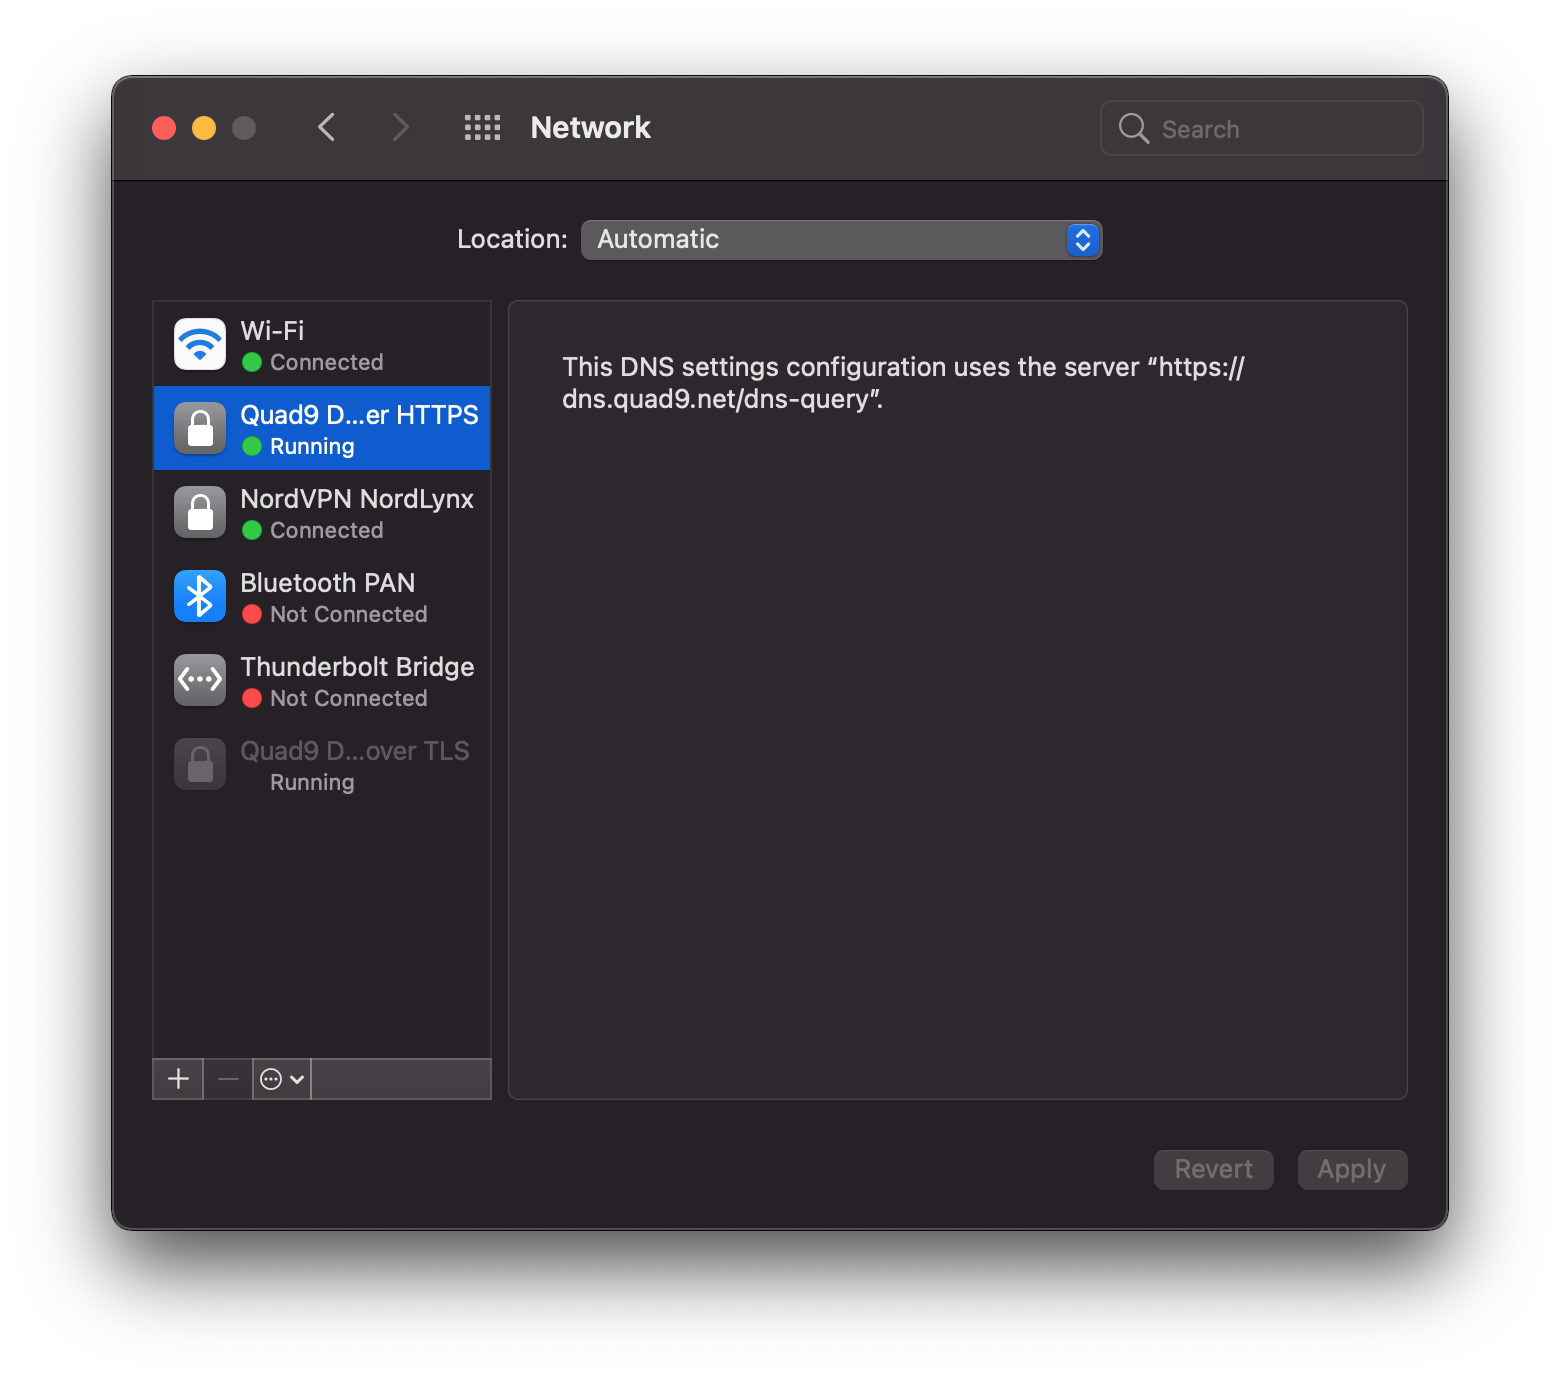 Network
Search
Location:
Automatic
Wi-Fi
Connected
Quad9 D...er HTTPS
Running
NordVPN NordLynx
Connected
Bluetooth PAN
Not Connected
Thunderbolt Bridge
Not Connected
Quad9 D...over TLS
Running
This DNS settings configuration uses the server “https://
dns.quad9.net/dns-query”.
Revert
Apply